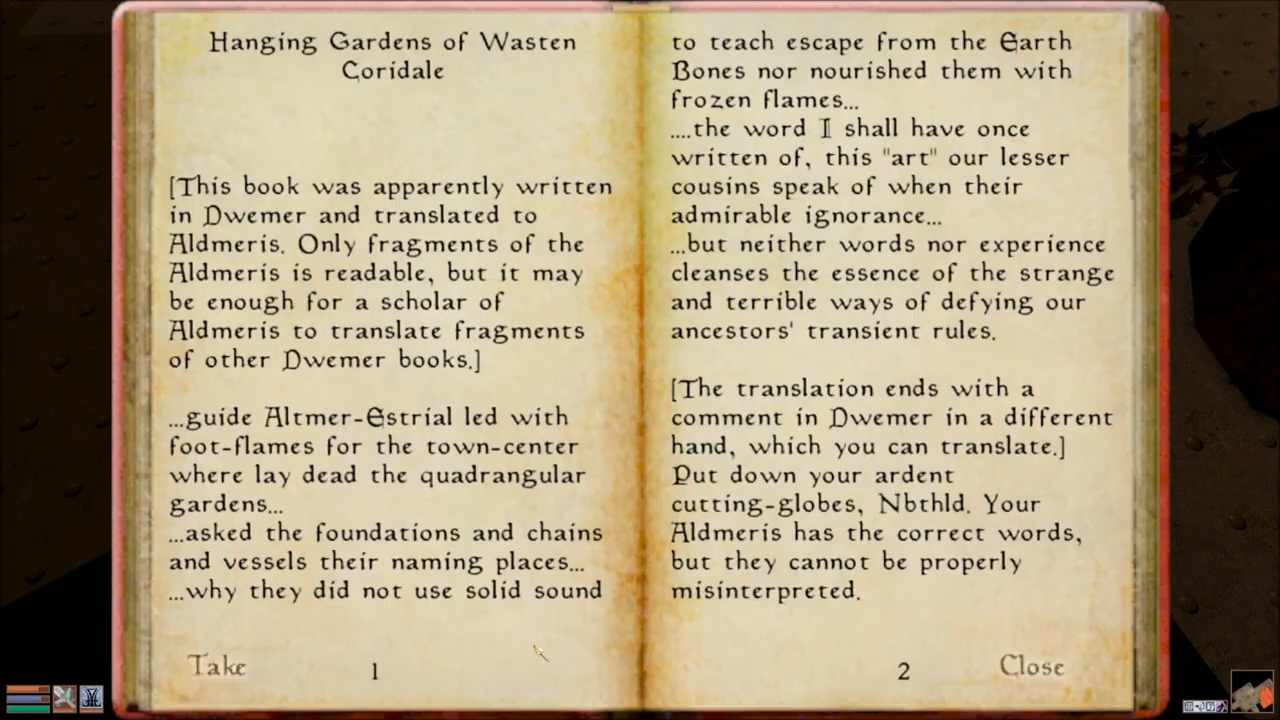 Hanging Gardens of Wasten
Coridale
[This book was apparently written
in Dwemer and translated to
Aldmeris. Only fragments of the
Aldmeris is readable, but it may
be enough for a scholar of
Aldmeris to translate fragments
of other Dwemer books.]
...guide Altmer-Estrial led with
foot-flames for the town-center
where lay dead the quadrangular
gardens...
...asked the foundations and chains
and vessels their naming places...
...why they did not use solid sound
Take
1
to teach escape from the Earth
Bones nor nourished them with
frozen flames...
....the word I shall have once
written of, this "art" our lesser
cousins speak of when their
admirable ignorance...
...but neither words nor experience
cleanses the essence of the strange
and terrible ways of defying our
ancestors' transient rules.
[The translation ends with a
comment in Dwemer in a different
hand, which you can translate.]
Put down your ardent
cutting-globes, Nbthld. Your
Aldmeris has the correct words,
but they cannot be properly
misinterpreted.
2
Close